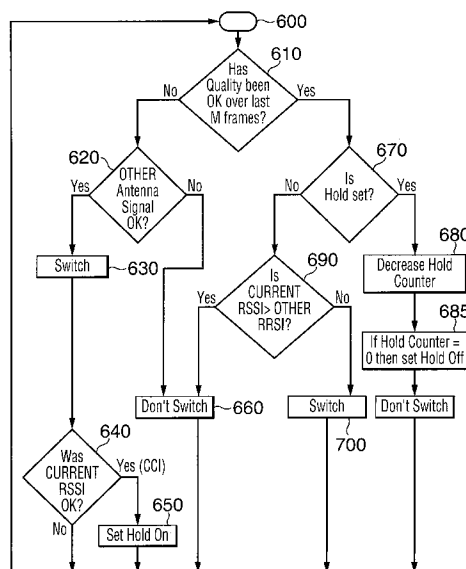 600
610
Has
Quality been
OK over last
M frames?
No
Yes
620
OTHER
Antenna
Signal
OK?
Yes
No
670
Is
Hold set?
No
Yes
Switch
630
680
Decrease Hold
Counter
690
Is
CURRENT
RSSI> OTHER
RRSI?
Yes
No
685
If Hold Counter =
0 then set Hold Off
Don't Switch
660
Switch
700
Don't Switch
640
Was
CURRENT
RSSI
OK?
Yes (CCI)
No
650
Set Hold On